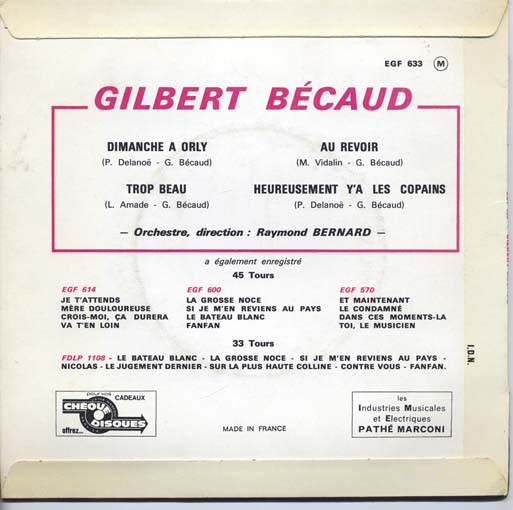 EGF 633 M
GILBERT BÉCAUD
DIMANCHE A ORLY
(P. Delanoë - G. Bécaud)
AU REVOIR
(M. Vidalin - G. Bécaud)
TROP BEAU
(L. Amade - G. Bécaud)
HEUREUSEMENT Y'A LES COPAINS
(P. Delanoë - G. Bécaud)
— Orchestre, direction : Raymond BERNARD —
a également enregistré
45 Tours
EGF 614
JE T'ATTENDS
MÈRE DOULOUREUSE
CROIS-MOI, ÇA DURERA
VA T'EN LOIN
EGF 600
LA GROSSE NOCE
SI JE M'EN REVIENS AU PAYS
LE BATEAU BLANC
FANFAN
EGF 570
ET MAINTENANT
LE CONDAMNÉ
DANS CES MOMENTS-LA
TOI, LE MUSICIEN
33 Tours
FDLP 1108 - LE BATEAU BLANC - LA GROSSE NOCE - SI JE M'EN REVIENS AU PAYS -
NICOLAS - LE JUGEMENT DERNIER - SUR LA PLUS HAUTE COLLINE - CONTRE VOUS - FANFAN.
I.D.N.
pour vos
CADEAUX
CHÈQU
DISQUES
offrez...
MADE IN FRANCE
les
Industries Musicales
et Electriques
PATHÉ MARCONI